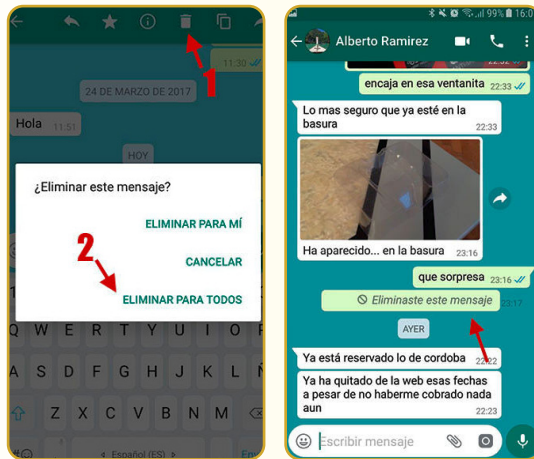 1
11:30
24 DE MARZO DE 2017
Hola 11:51
HOY
¿Eliminar este mensaje?
ELIMINAR PARA MÍ
2
CANCELAR
ELIMINAR PARA TODOS
Q W E R T Y U I O P
A S D F G H J K L Ñ
Z X C V B N M
Español (ES)
99% 16:0
Alberto Ramirez
encaja en esa ventanita 22:33
Lo mas seguro que ya esté en la
basura
22:33
Ha aparecido... en la basura 23:16
que sorpresa 23:16
Eliminaste este mensaje 23:17
AYER
Ya está reservado lo de cordoba 22:22
Ya ha quitado de la web esas fechas
a pesar de no haberme cobrado nada
aun
22:23
Escribir mensaje